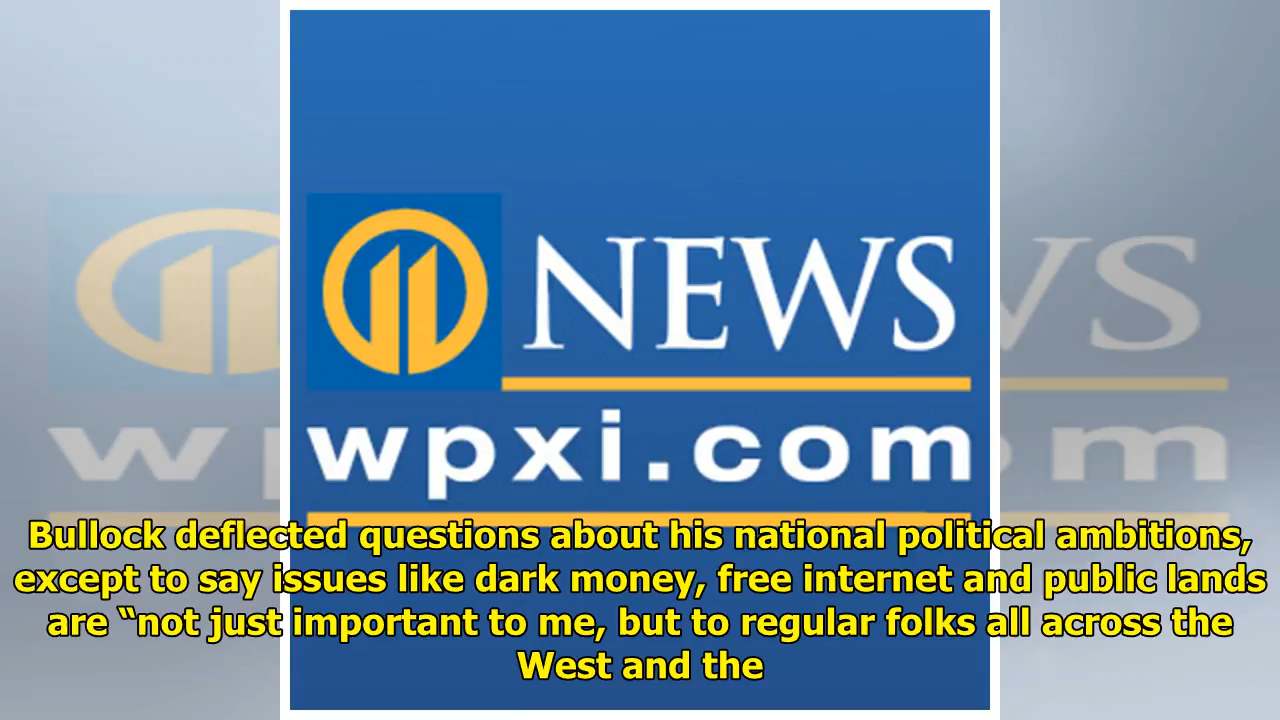 NEWS
wpxi.com
Bullock deflected questions about his national political ambitions,
except to say issues like dark money, free internet and public lands
are “not just important to me, but to regular folks all across the
West and the